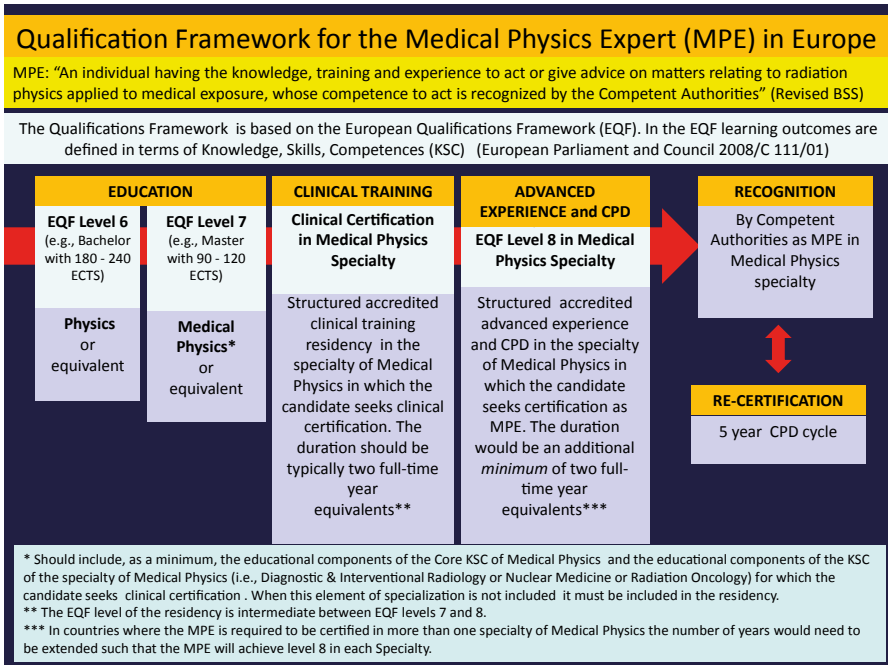 Qualification Framework for the Medical Physics Expert (MPE) in Europe
MPE: “An individual having the knowledge, training and experience to act or give advice on matters relating to radiation
physics applied to medical exposure, whose competence to act is recognized by the Competent Authorities” (Revised BSS)
The Qualifications Framework is based on the European Qualifications Framework (EQF). In the EQF learning outcomes are
defined in terms of Knowledge, Skills, Competences (KSC) (European Parliament and Council 2008/C 111/01)
EDUCATION
EQF Level 6
(e.g., Bachelor
with 180 - 240
ECTS)
Physics
or
equivalent
EQF Level 7
(e.g., Master
with 90 - 120
ECTS)
Medical
Physics*
or
equivalent
CLINICAL TRAINING
Clinical Certification
in Medical Physics
Specialty
Structured accredited
clinical training
residency in the
specialty of Medical
Physics in which the
candidate seeks clinical
certification. The
duration should be
typically two full-time
year
equivalents**
ADVANCED
EXPERIENCE and CPD
EQF Level 8 in Medical
Physics Specialty
Structured accredited
advanced experience
and CPD in the specialty
of Medical Physics in
which the candidate
seeks certification as
MPE. The duration
would be an additional
minimum of two full-
time year
equivalents***
RECOGNITION
By Competent
Authorities as MPE in
Medical Physics
specialty
RE-CERTIFICATION
5 year CPD cycle
* Should include, as a minimum, the educational components of the Core KSC of Medical Physics and the educational components of the KSC
of the specialty of Medical Physics (i.e., Diagnostic & Interventional Radiology or Nuclear Medicine or Radiation Oncology) for which the
candidate seeks clinical certification . When this element of specialization is not included it must be included in the residency.
** The EQF level of the residency is intermediate between EQF levels 7 and 8.
*** In countries where the MPE is required to be certified in more than one specialty of Medical Physics the number of years would need to
be extended such that the MPE will achieve level 8 in each Specialty.